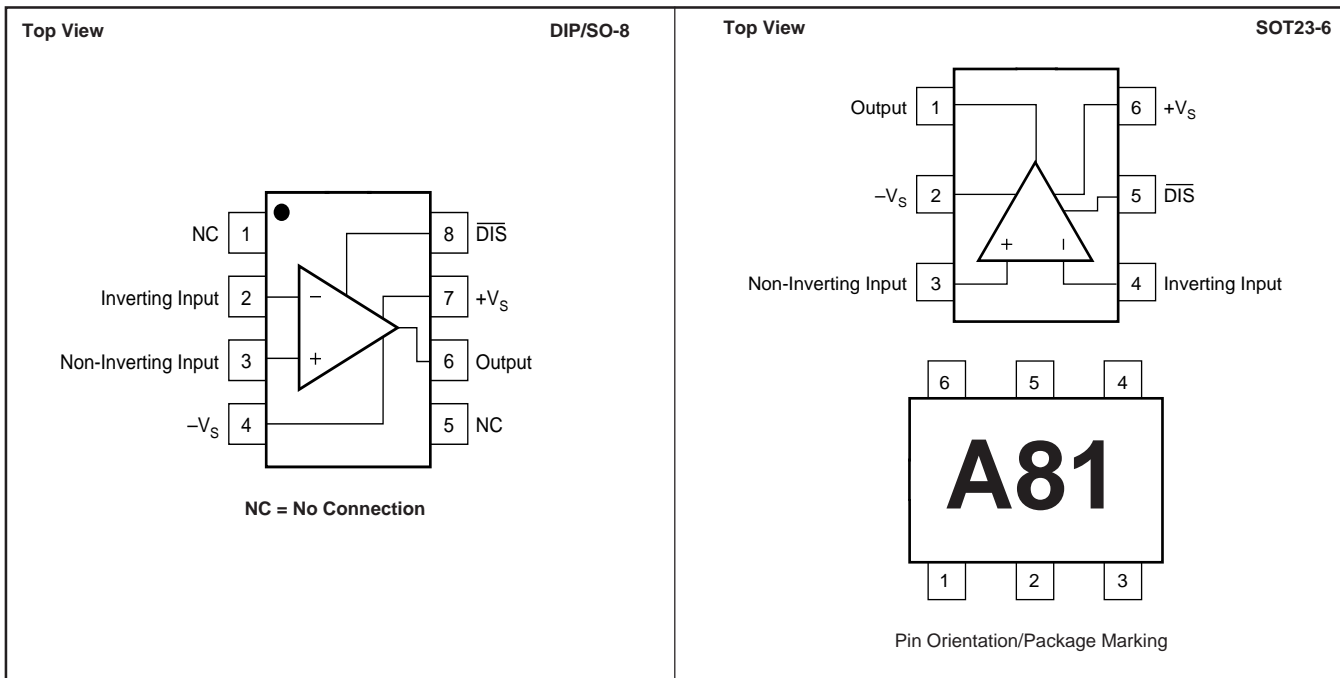 Top View
DIP/SO-8
NC 1
8 DIS
Inverting Input 2
−
7 +VS
Non-Inverting Input 3
+
6 Output
–VS 4
5 NC
NC = No Connection
Top View
SOT23-6
Output 1
6 +VS
–VS 2
5 DIS
+ −
Non-Inverting Input 3
4 Inverting Input
6 5 4
A81
1 2 3
Pin Orientation/Package Marking